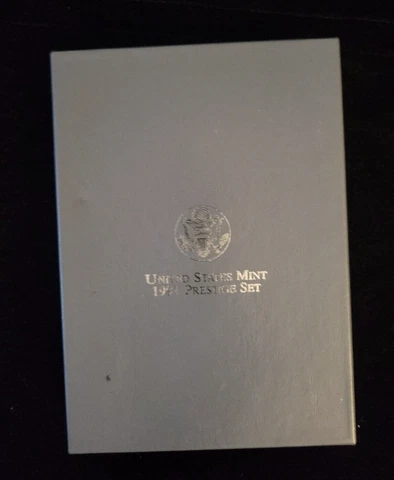 UNITED STATES MINT
PRESTIGE SET